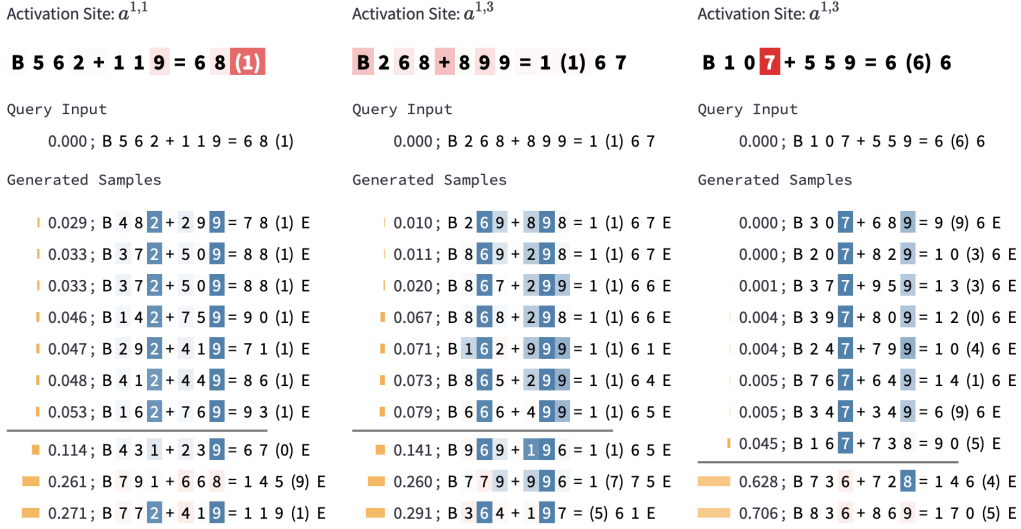 Activation Site: a^{1,1}
B 5 6 2 + 1 1 9 = 6 8 (1)
Query Input
0.000 ; B 5 6 2 + 1 1 9 = 6 8 (1)
Generated Samples
0.029 ; B 4 8 2 + 2 9 9 = 7 8 (1) E
0.033 ; B 3 7 2 + 5 0 9 = 8 8 (1) E
0.033 ; B 3 7 2 + 5 0 9 = 8 8 (1) E
0.046 ; B 1 4 2 + 7 5 9 = 9 0 (1) E
0.047 ; B 2 9 2 + 4 1 9 = 7 1 (1) E
0.048 ; B 4 1 2 + 4 4 9 = 8 6 (1) E
0.053 ; B 1 6 2 + 7 6 9 = 9 3 (1) E
0.114 ; B 4 3 1 + 2 3 9 = 6 7 (0) E
0.261 ; B 7 9 1 + 6 6 8 = 1 4 5 (9) E
0.271 ; B 7 7 2 + 4 1 9 = 1 1 9 (1) E
Activation Site: a^{1,3}
B 2 6 8 + 8 9 9 = 1 (1) 6 7
Query Input
0.000 ; B 2 6 8 + 8 9 9 = 1 (1) 6 7
Generated Samples
0.010 ; B 2 6 9 + 8 9 8 = 1 (1) 6 7 E
0.011 ; B 8 6 9 + 2 9 8 = 1 (1) 6 7 E
0.020 ; B 8 6 7 + 2 9 9 = 1 (1) 6 6 E
0.067 ; B 8 6 8 + 2 9 8 = 1 (1) 6 6 E
0.071 ; B 1 6 2 + 9 9 9 = 1 (1) 6 1 E
0.073 ; B 8 6 5 + 2 9 9 = 1 (1) 6 4 E
0.079 ; B 6 6 6 + 4 9 9 = 1 (1) 6 5 E
0.141 ; B 9 6 9 + 1 9 6 = 1 (1) 6 5 E
0.260 ; B 7 7 9 + 9 9 6 = 1 (7) 7 5 E
0.291 ; B 3 6 4 + 1 9 7 = (5) 6 1 E
Activation Site: a^{1,3}
B 1 0 7 + 5 5 9 = 6 (6) 6
Query Input
0.000 ; B 1 0 7 + 5 5 9 = 6 (6) 6
Generated Samples
0.000 ; B 3 0 7 + 6 8 9 = 9 (9) 6 E
0.000 ; B 2 0 7 + 8 2 9 = 1 0 (3) 6 E
0.001 ; B 3 7 7 + 9 5 9 = 1 3 (3) 6 E
0.004 ; B 3 9 7 + 8 0 9 = 1 2 (0) 6 E
0.004 ; B 2 4 7 + 7 9 9 = 1 0 (4) 6 E
0.005 ; B 7 6 7 + 6 4 9 = 1 4 (1) 6 E
0.005 ; B 3 4 7 + 3 4 9 = 6 (9) 6 E
0.045 ; B 1 6 7 + 7 3 8 = 9 0 (5) E
0.628 ; B 7 3 6 + 7 2 8 = 1 4 6 (4) E
0.706 ; B 8 3 6 + 8 6 9 = 1 7 0 (5) E